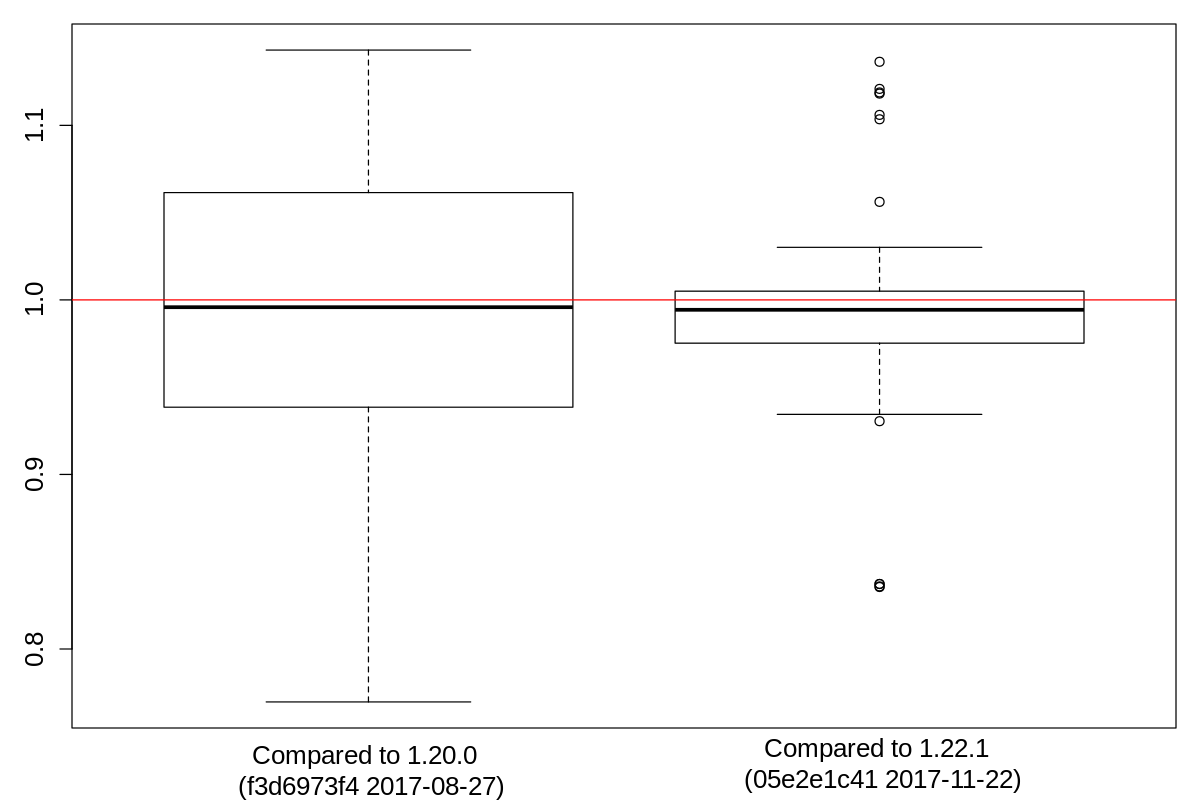 1.1
1.0
0.9
0.8
Compared to 1.20.0
(f3d6973f4 2017-08-27)
Compared to 1.22.1
(05e2e1c41 2017-11-22)